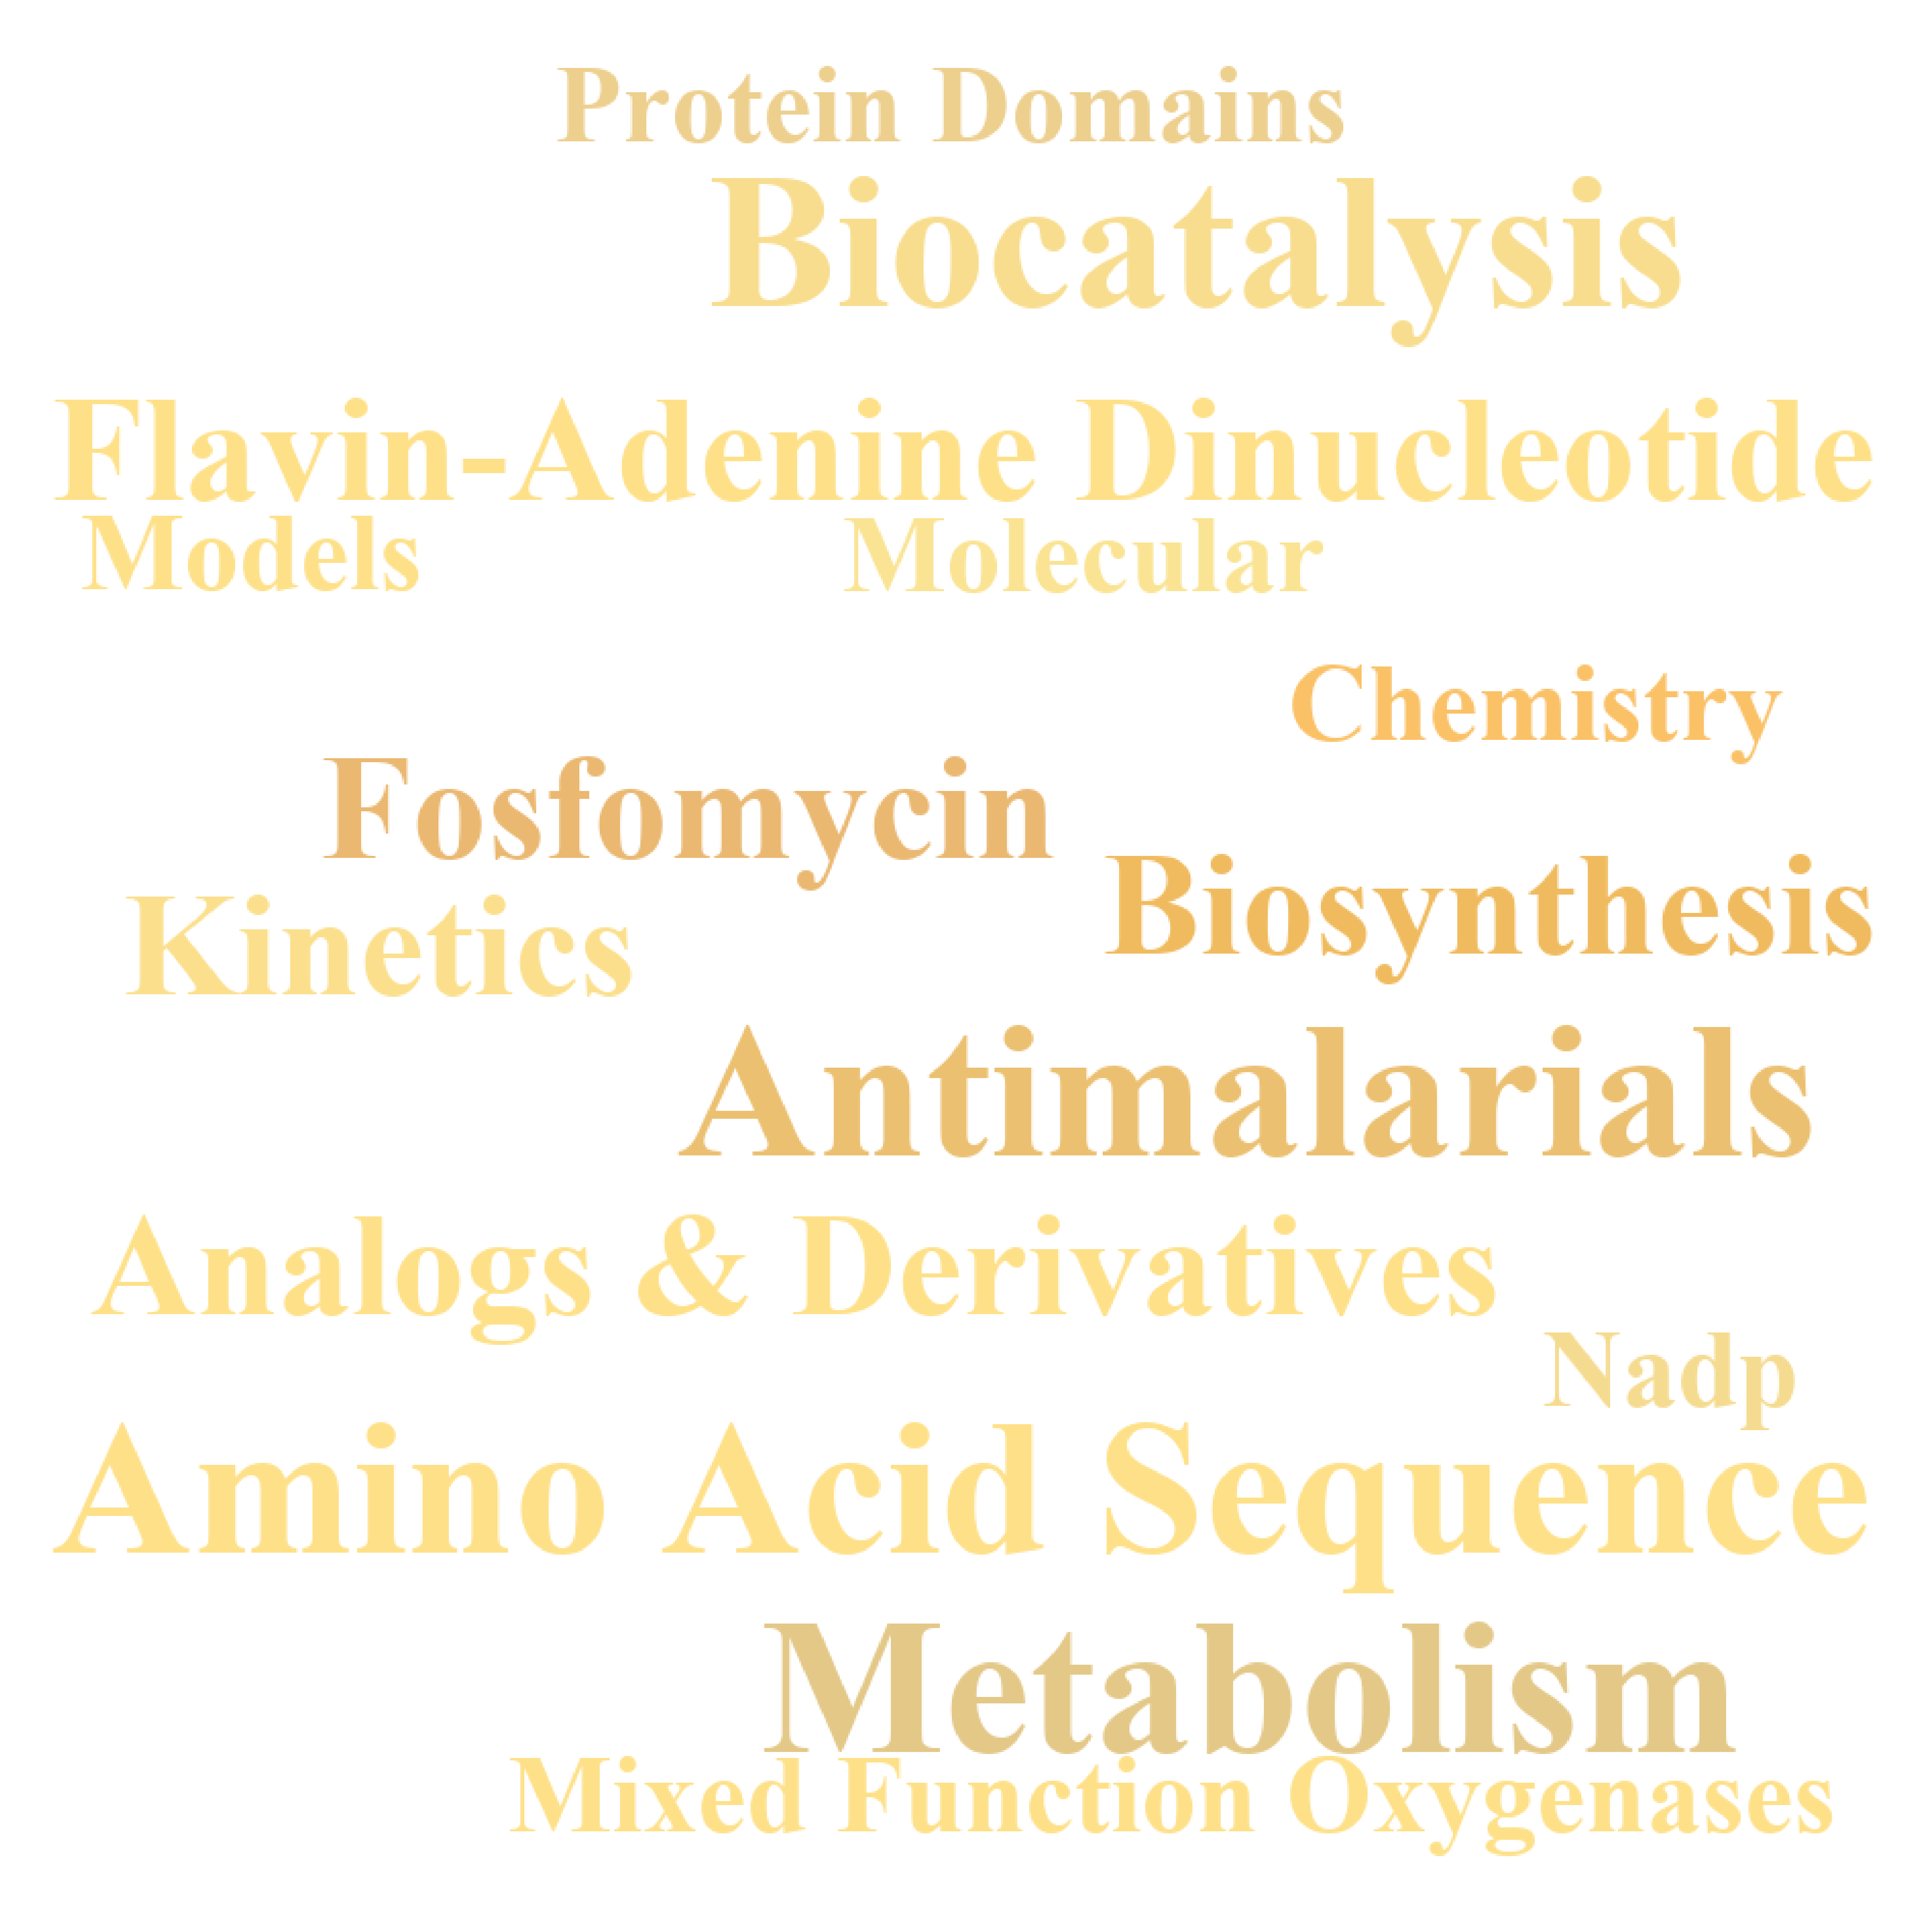 Protein Domains
Biocatalysis
Flavin-Adenine Dinucleotide
Models
Molecular
Chemistry
Fosfomycin
Biosynthesis
Kinetics
Antimalarials
Analogs & Derivatives
Nadp
Amino Acid Sequence
Metabolism
Mixed Function Oxygenases